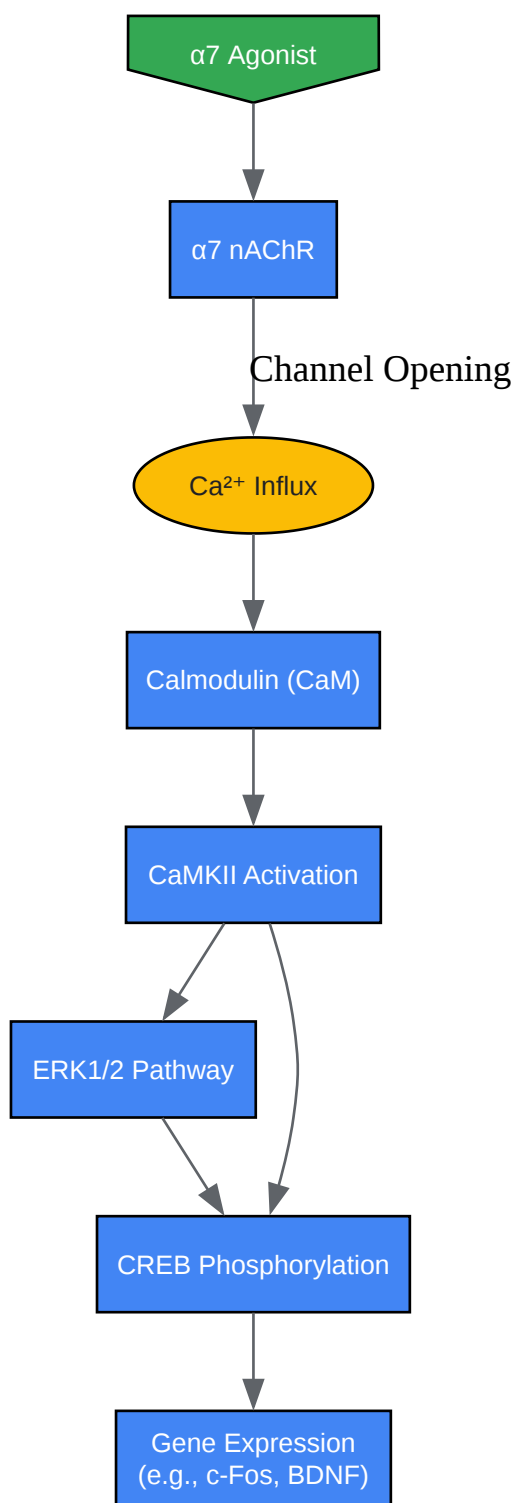 α7 Agonist
α7 nAChR
Channel Opening
Ca²⁺ Influx
Calmodulin (CaM)
CaMKII Activation
ERK1/2 Pathway
CREB Phosphorylation
Gene Expression
(e.g., c-Fos, BDNF)